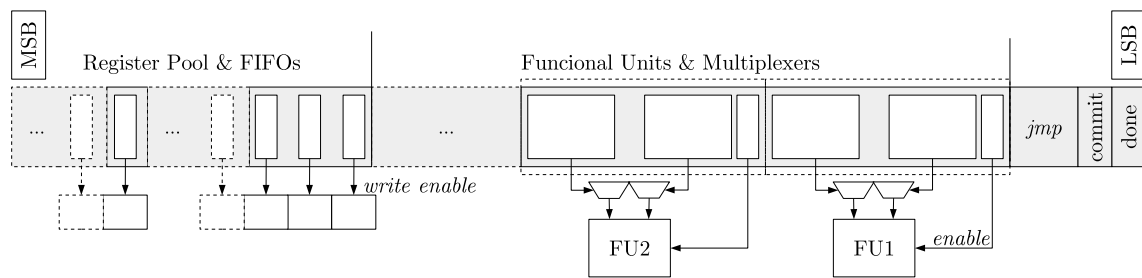 MSB
LSB
Register Pool & FIFOs
Funcional Units & Multiplexers
...
...
...
jmp
commit
done
write enable
FU2
FU1
enable